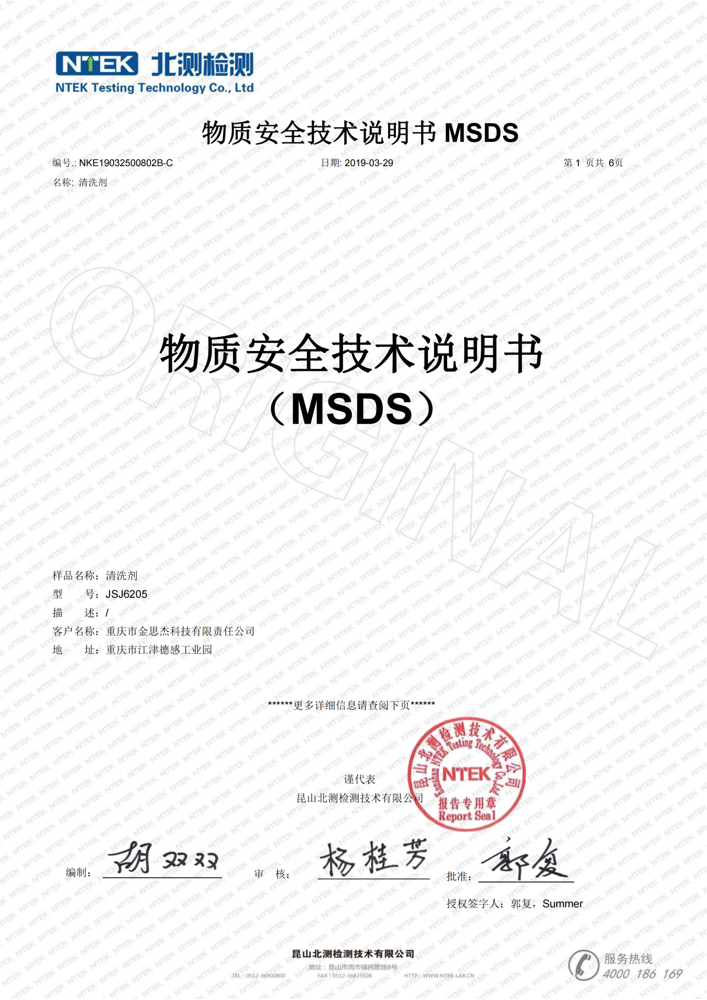 NTEK 北测检测
NTEK Testing Technology Co., Ltd
物质安全技术说明书 MSDS
编号.: NKE19032500802B-C 日期: 2019-03-29 第 1 页共 6页
名称: 清洗剂
ORIGINAL
物质安全技术说明书
（MSDS）
样品名称：清洗剂
型 号：JSJ6205
描 述：/
客户名称：重庆市金思杰科技有限责任公司
地 址：重庆市江津德感工业园
******更多详细信息请查阅下页******
谨代表
昆山北测检测技术有限公司
昆山北测检测技术有限公司
Kunshan NTEK Testing Technology Co.,Ltd
NTEK
报告专用章
Report Seal
编制： 胡双双 审 核： 杨桂芳 批准： 郭复
授权签字人：郭复，Summer
昆山北测检测技术有限公司
地址：昆山市周市镇民管路8号
TEL：0512-36900800 FAX：0512-36825508 HTTP：WWW.NTEK-LAB.CN
服务热线
4000 186 169